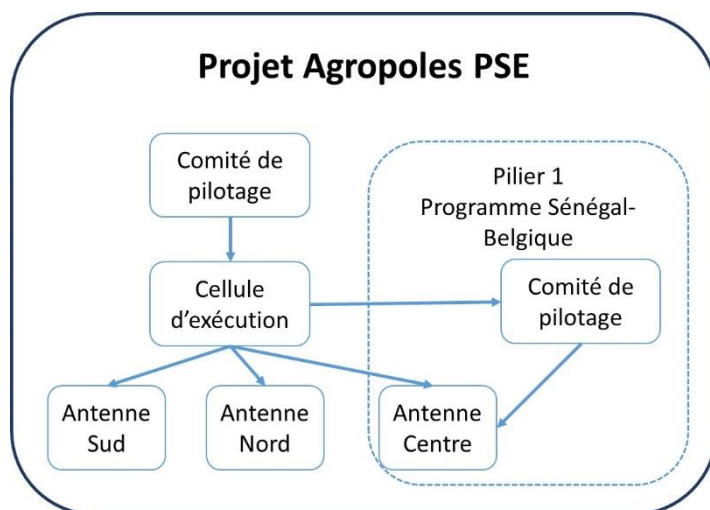 Projet Agropoles PSE
Comité de
pilotage
Pilier 1
Programme Sénégal-
Belgique
Cellule
d'exécution
Comité de
pilotage
Antenne
Sud
Antenne
Nord
Antenne
Centre